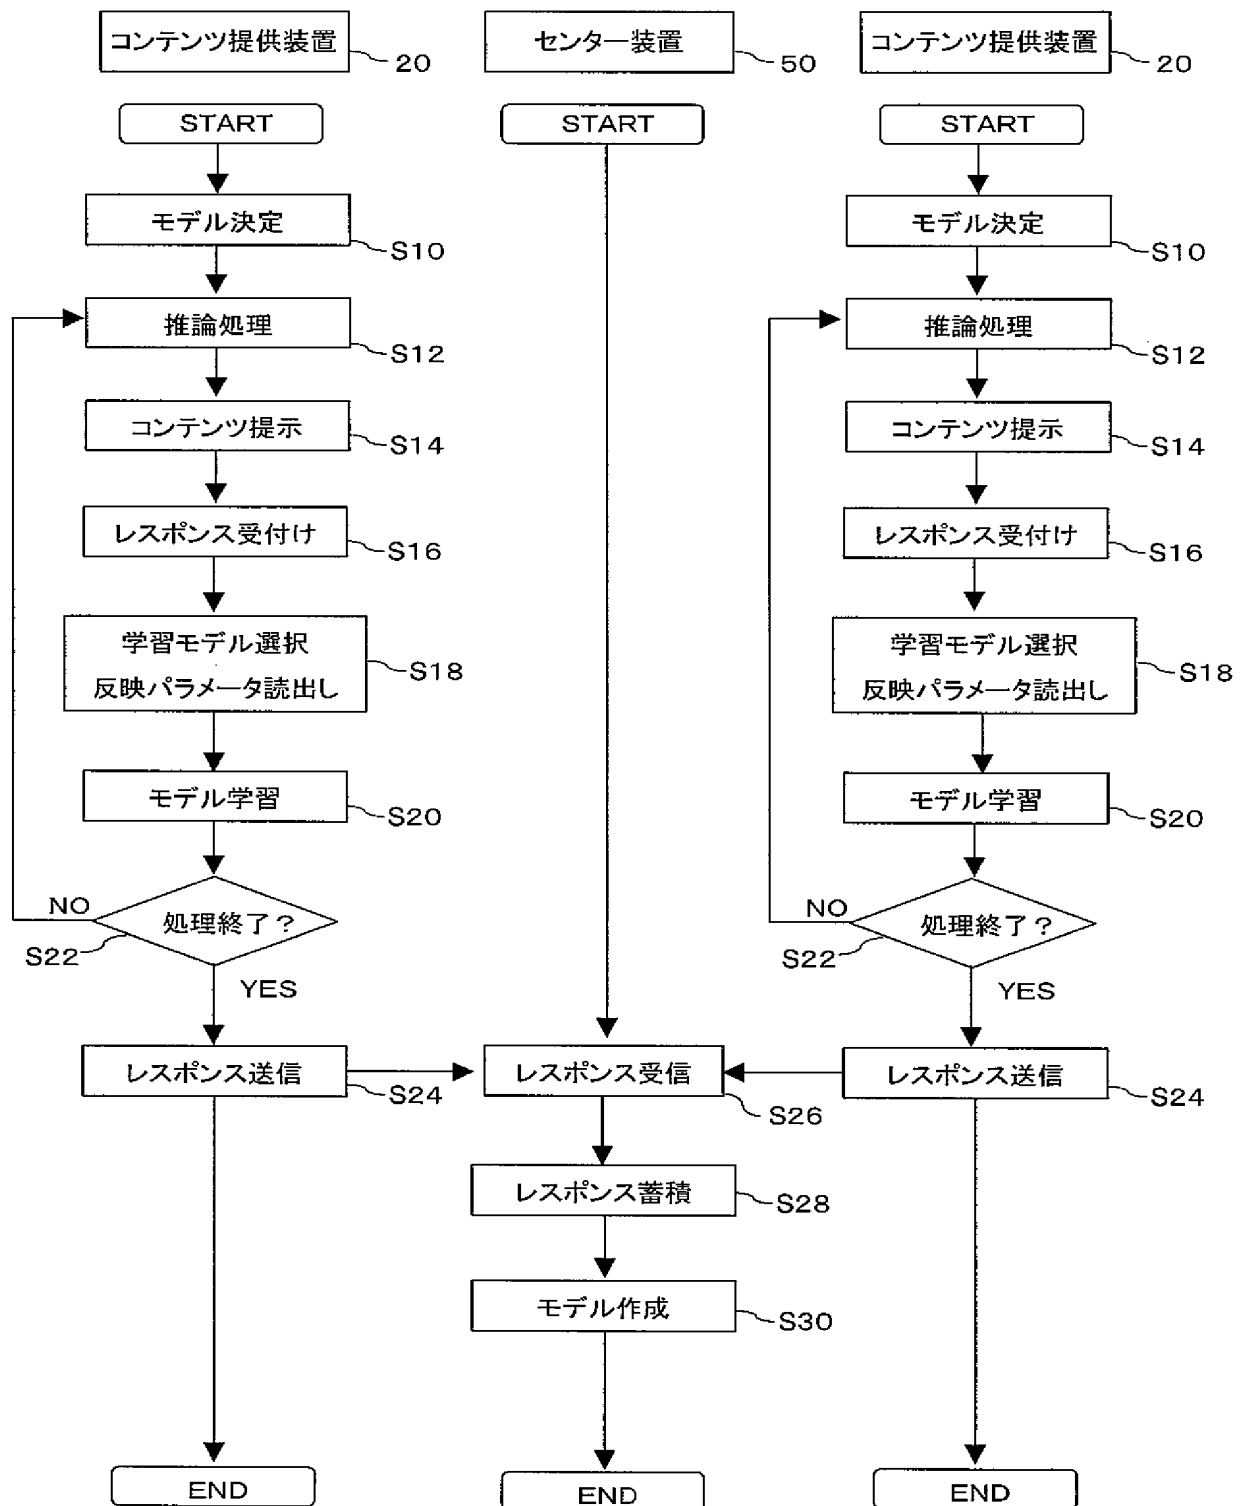 コンテンツ提供装置
20
センター装置
50
コンテンツ提供装置
20
START
START
START
モデル決定
S10
モデル決定
S10
推論処理
S12
推論処理
S12
コンテンツ提示
S14
コンテンツ提示
S14
レスポンス受付け
S16
レスポンス受付け
S16
学習モデル選択
反映パラメータ読出し
S18
学習モデル選択
反映パラメータ読出し
S18
モデル学習
S20
モデル学習
S20
NO
処理終了？
S22
YES
NO
処理終了？
S22
YES
レスポンス送信
S24
レスポンス受信
S26
レスポンス送信
S24
レスポンス蓄積
S28
モデル作成
S30
END
END
END